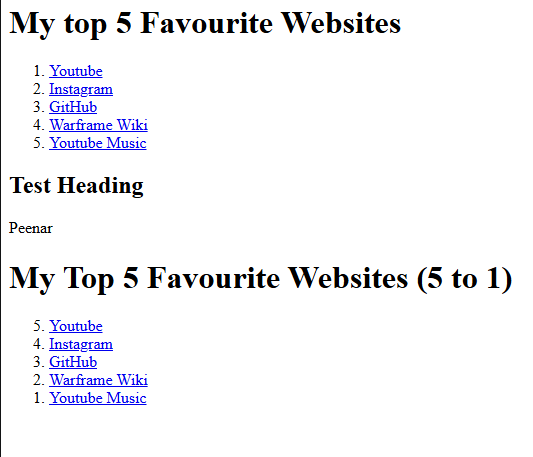 My top 5 Favourite Websites
1. Youtube
2. Instagram
3. GitHub
4. Warframe Wiki
5. Youtube Music
Test Heading
Peenar
My Top 5 Favourite Websites (5 to 1)
5. Youtube
4. Instagram
3. GitHub
2. Warframe Wiki
1. Youtube Music